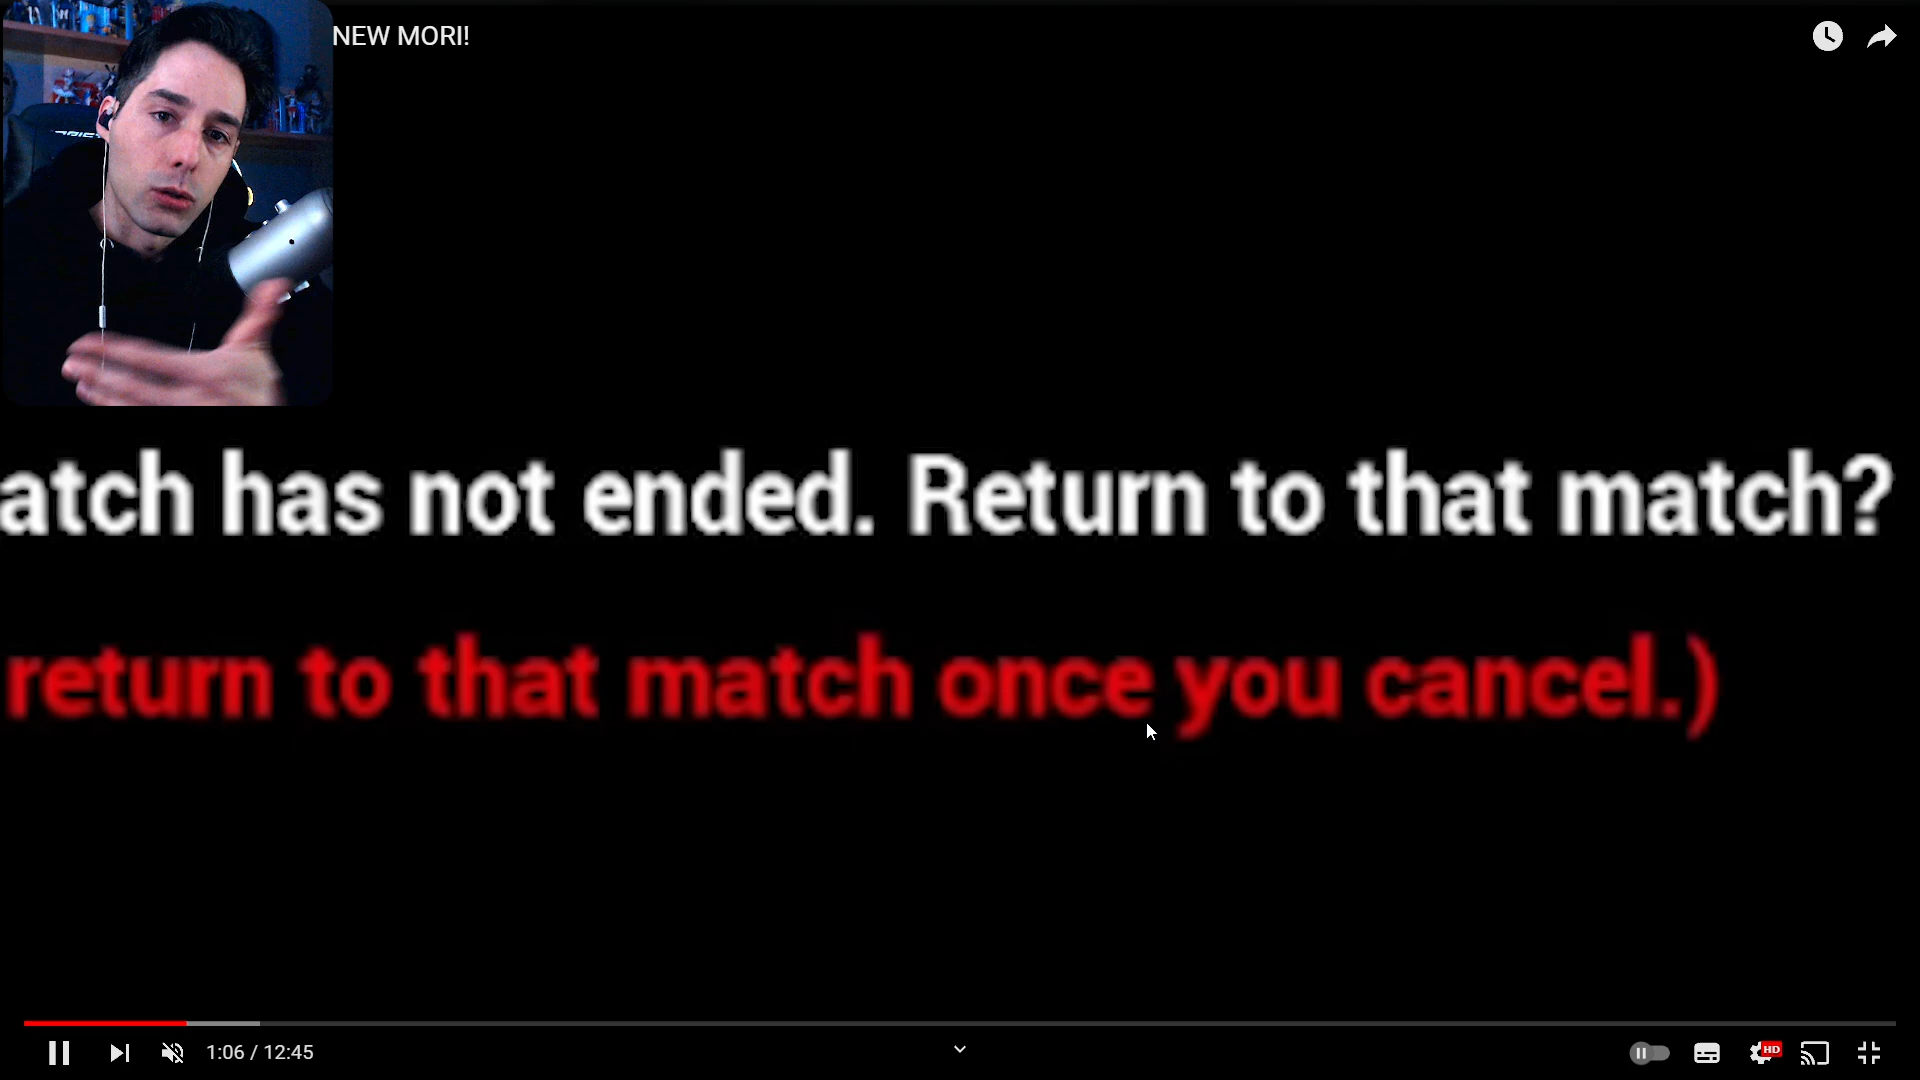 NEW MORI!
atch has not ended. Return to that match?
return to that match once you cancel.)
1:06 / 12:45
HD